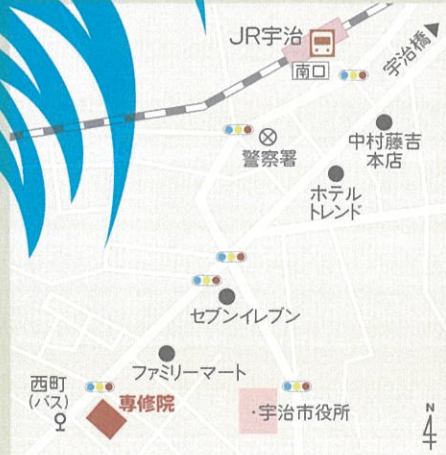 JR宇治
南口
宇治橋
警察署
中村藤吉
本店
ホテル
トレンド
セブンイレブン
ファミリーマート
西町
(バス)
専修院
・宇治市役所
N